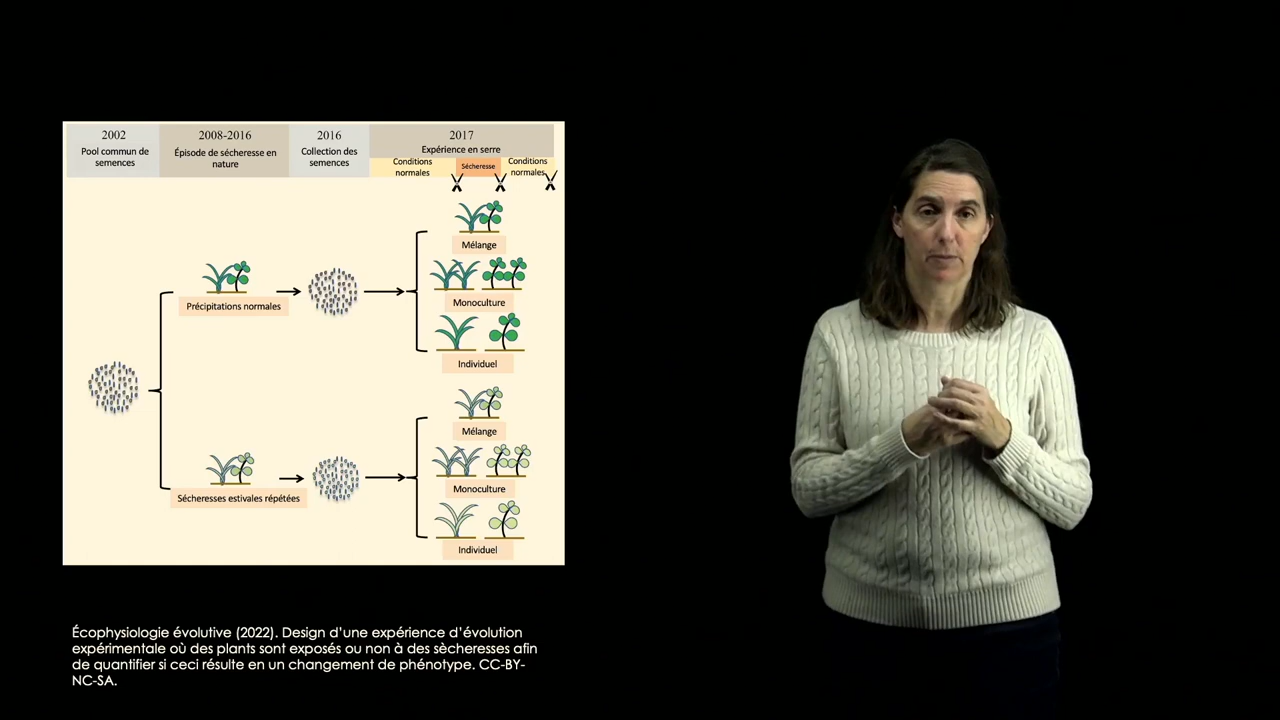 2002
Pool commun de
semences
2008-2016
Épisode de sécheresse en
nature
2016
Collection des
semences
2017
Expérience en serre
Conditions
normales
Sécheresse
Conditions
normales
Mélange
Monoculture
Individuel
Précipitations normales
Mélange
Monoculture
Individuel
Sécheresses estivales répétées
Écophysiologie évolutive (2022). Design d'une expérience d'évolution
expérimentale où des plants sont exposés ou non à des sècheresses afin
de quantifier si ceci résulte en un changement de phénotype. CC-BY-
NC-SA.